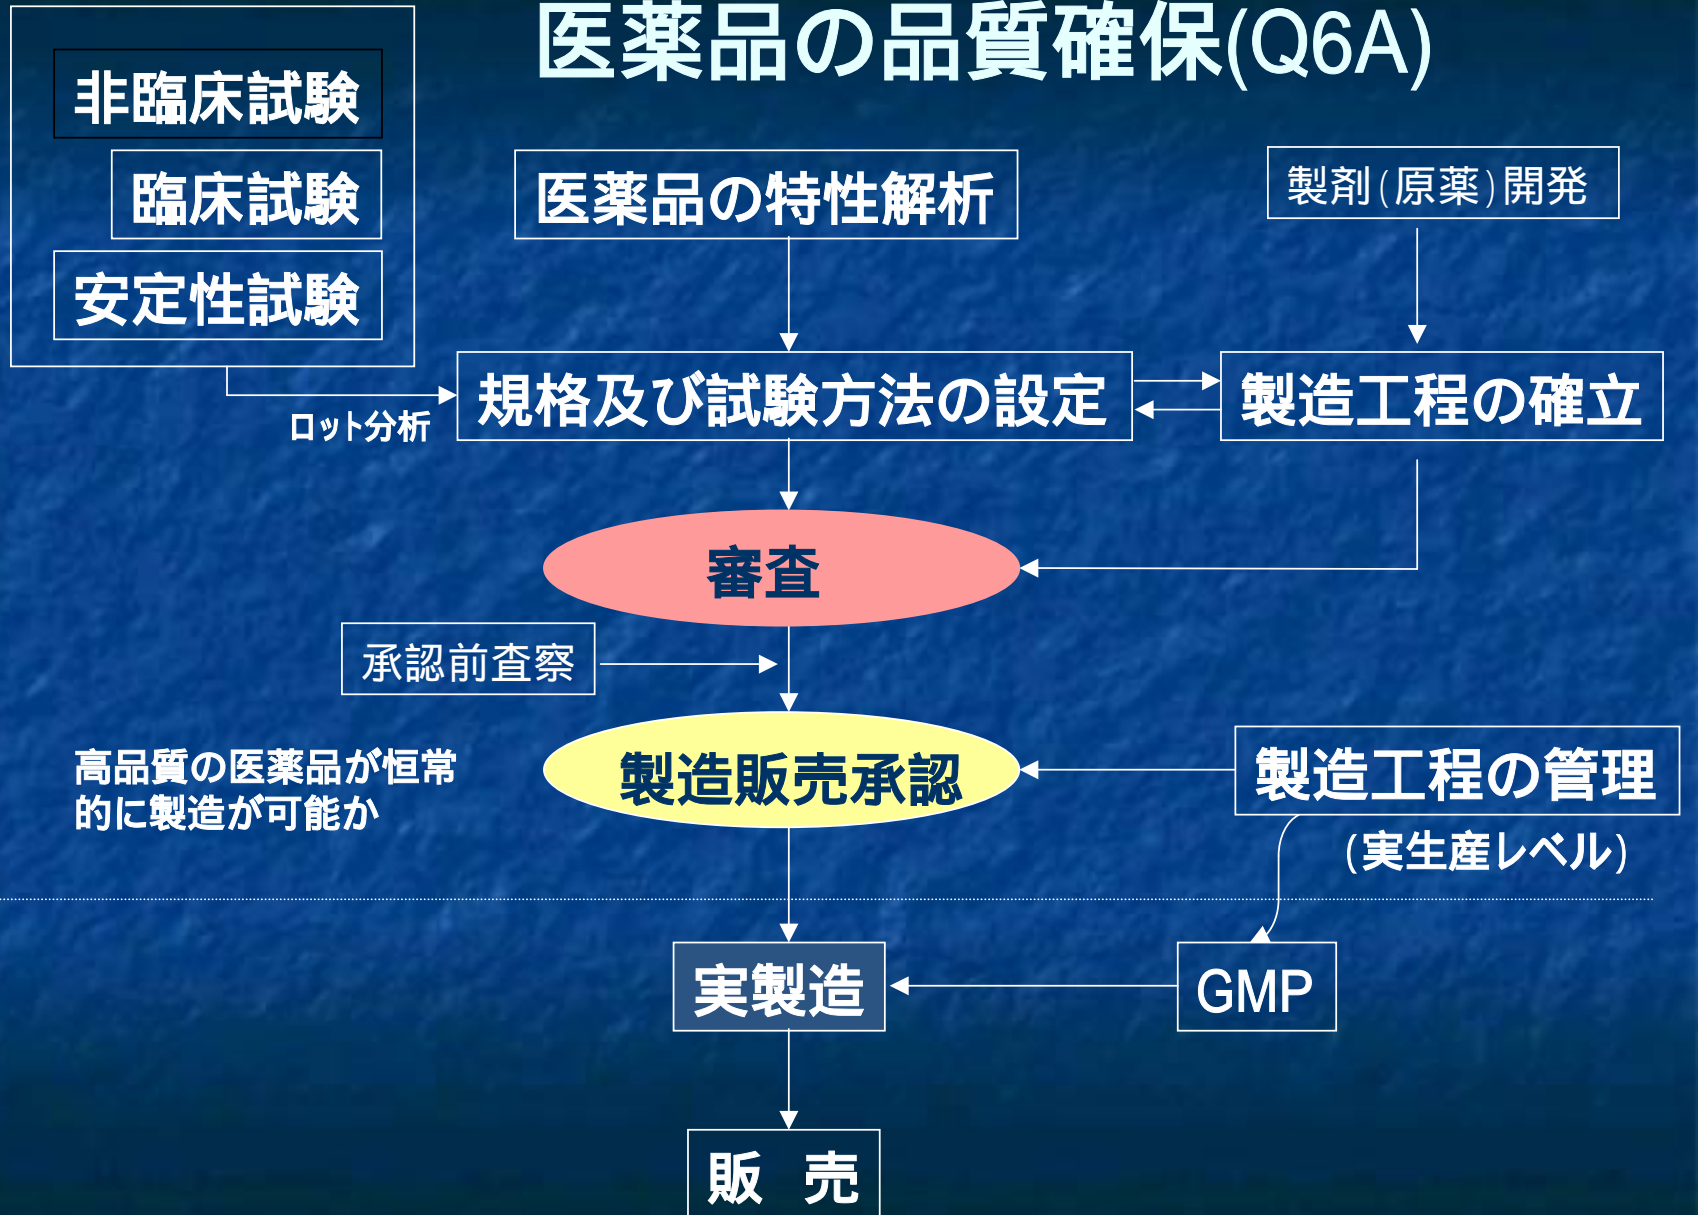 医薬品の品質確保(Q6A)
非臨床試験
臨床試験
安定性試験
医薬品の特性解析
製剤(原薬)開発
ロット分析
規格及び試験方法の設定
製造工程の確立
審査
承認前査察
高品質の医薬品が恒常
的に製造が可能か
製造販売承認
製造工程の管理
(実生産レベル)
実製造
GMP
販 売